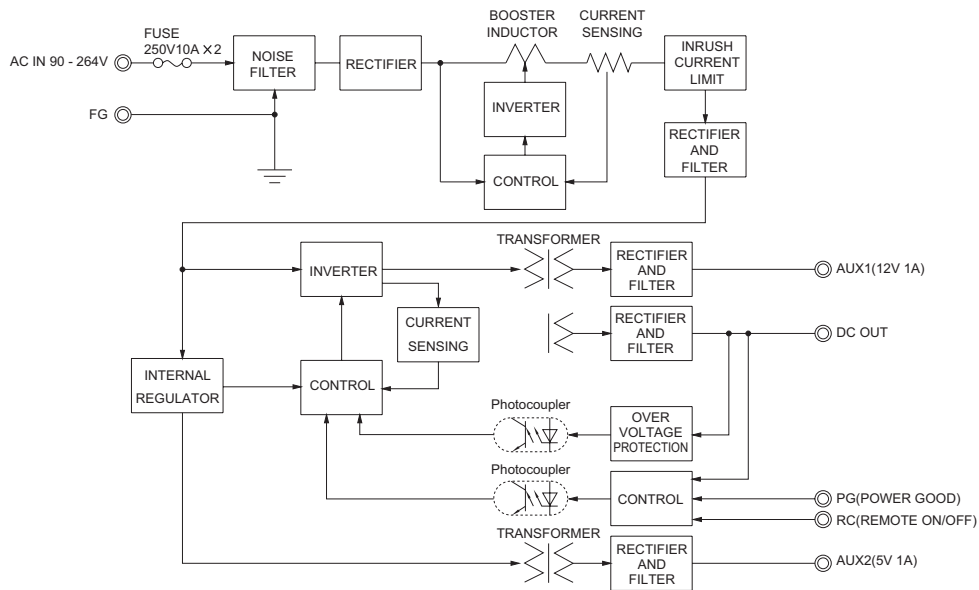 BOOSTER
INDUCTOR
CURRENT
SENSING
FUSE
250V10A ×2
AC IN 90 - 264V
NOISE
FILTER
RECTIFIER
INRUSH
CURRENT
LIMIT
INVERTER
FG
RECTIFIER
AND
FILTER
CONTROL
TRANSFORMER
INVERTER
RECTIFIER
AND
FILTER
AUX1(12V 1A)
CURRENT
SENSING
RECTIFIER
AND
FILTER
DC OUT
INTERNAL
REGULATOR
CONTROL
Photocoupler
OVER
VOLTAGE
PROTECTION
Photocoupler
CONTROL
PG(POWER GOOD)
RC(REMOTE ON/OFF)
TRANSFORMER
RECTIFIER
AND
FILTER
AUX2(5V 1A)